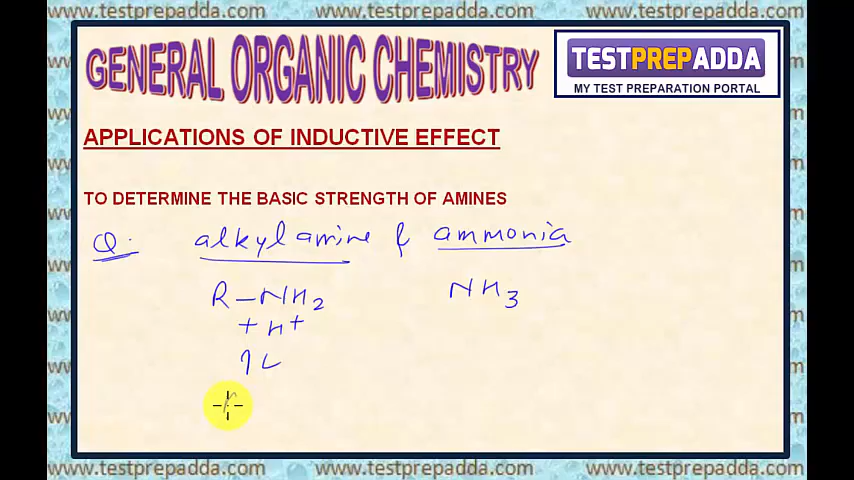 www.testprepadda.com www.testprepadda.com www.testprepadda.com
GENERAL ORGANIC CHEMISTRY
TESTPREPADDA
MY TEST PREPARATION PORTAL
APPLICATIONS OF INDUCTIVE EFFECT
TO DETERMINE THE BASIC STRENGTH OF AMINES
Q. alkyl amine & ammonia
R-NH2 NH3
+ H+
www.testprepadda.com www.testprepadda.com www.testprepadda.com